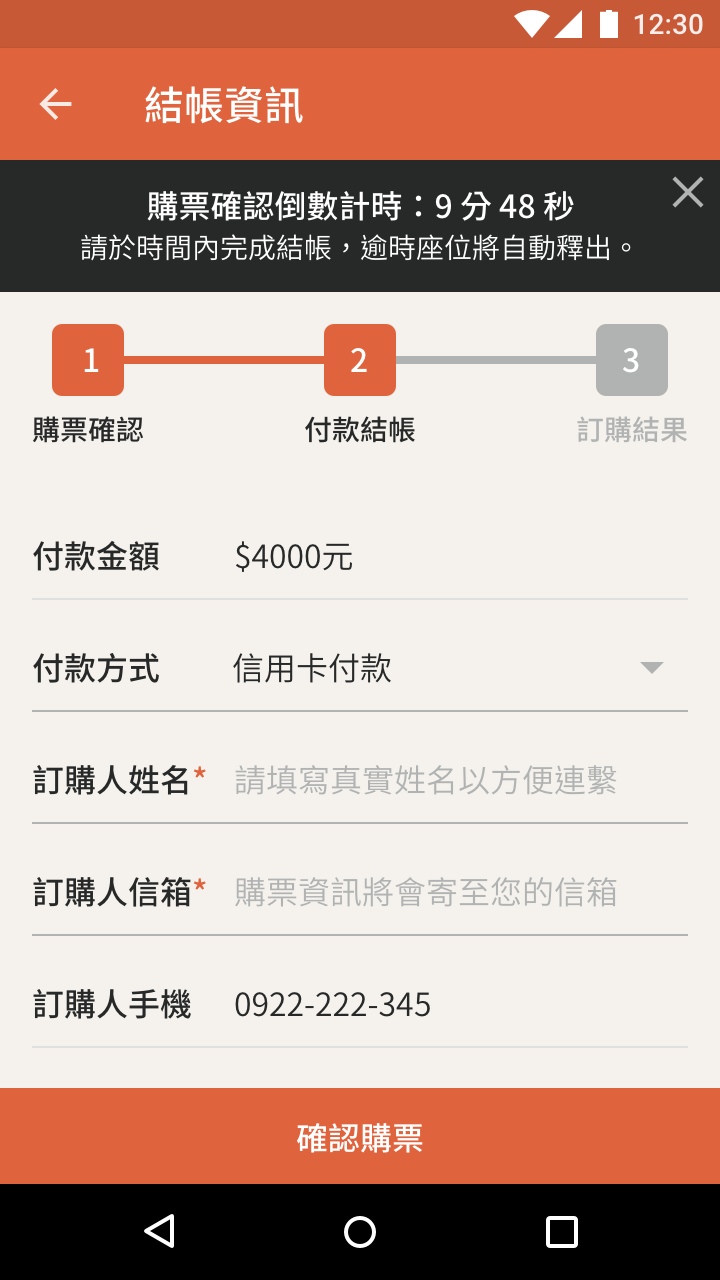 12:30
結帳資訊
購票確認倒數計時：9 分 48 秒
請於時間內完成結帳，逾時座位將自動釋出。
1 2 3
購票確認 付款結帳 訂購結果
付款金額 $4000元
付款方式 信用卡付款
訂購人姓名* 請填寫真實姓名以方便連繫
訂購人信箱* 購票資訊將會寄至您的信箱
訂購人手機 0922-222-345
確認購票